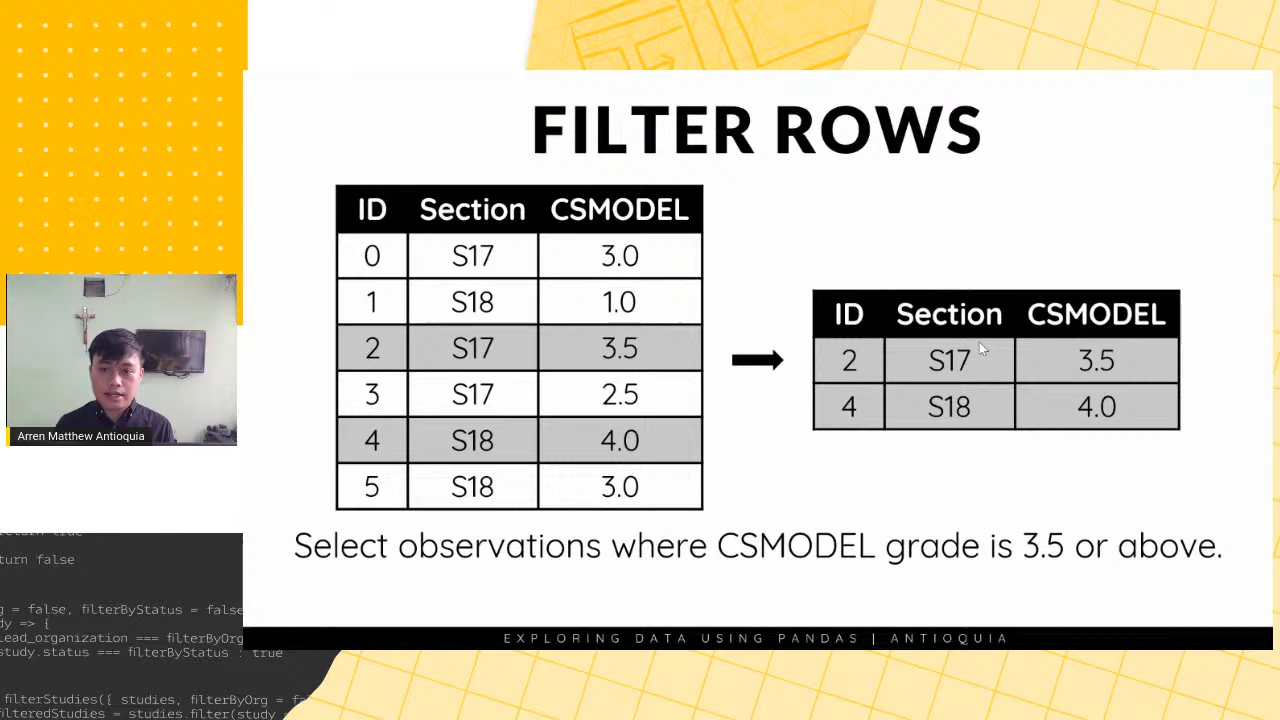 FILTER ROWS
ID Section CSMODEL
0 S17 3.0
1 S18 1.0
2 S17 3.5
3 S17 2.5
4 S18 4.0
5 S18 3.0
ID Section CSMODEL
2 S17 3.5
4 S18 4.0
Select observations where CSMODEL grade is 3.5 or above.
EXPLORING DATA USING PANDAS | ANTIOQUIA
Arren Matthew Antioquia
turn false
= false, filterByStatus = false
=> {
lead_organization === filterByOrg
study.status === filterByStatus : true
filterStudies({ studies, filterByOrg =
filteredStudies = studies.filter(study